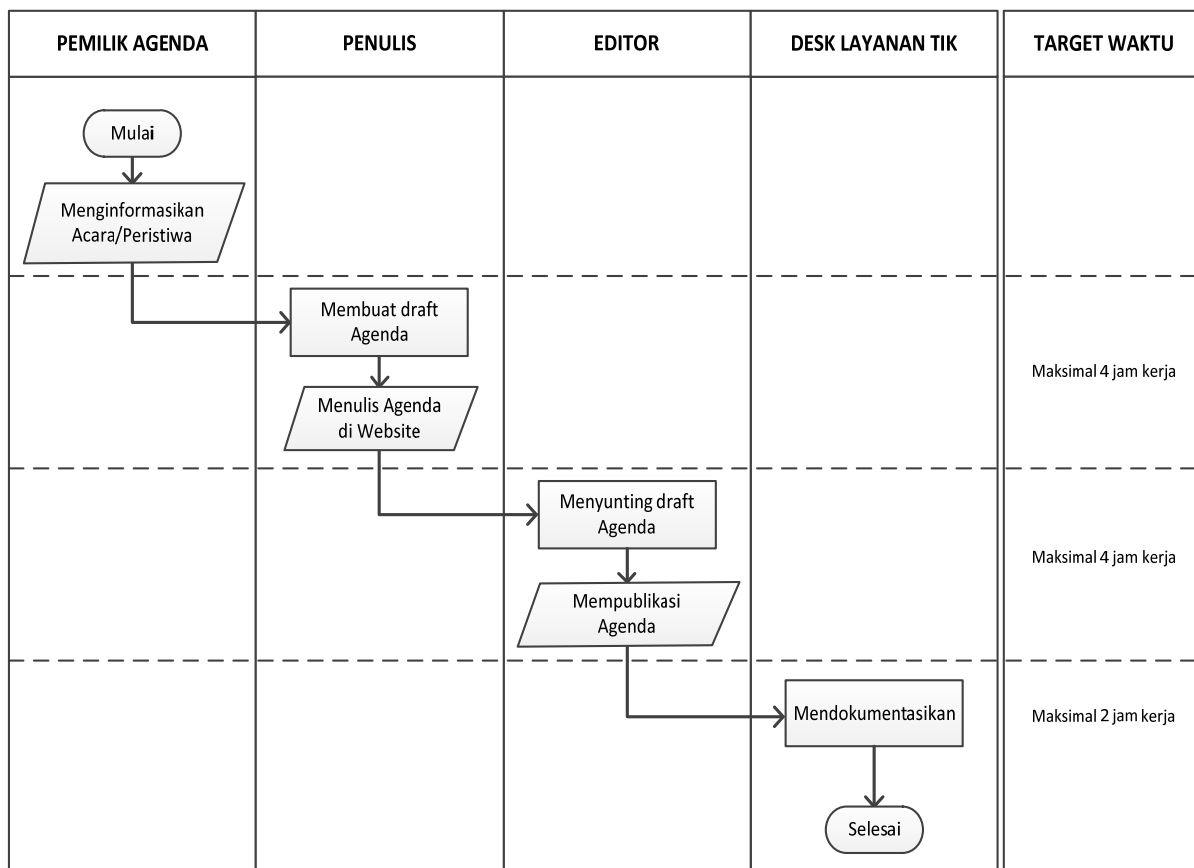 PEMILIK AGENDA
PENULIS
EDITOR
DESK LAYANAN TIK
TARGET WAKTU
Mulai
Menginformasikan
Acara/Peristiwa
Membuat draft
Agenda
Menulis Agenda
di Website
Maksimal 4 jam kerja
Menyunting draft
Agenda
Mempublikasi
Agenda
Maksimal 4 jam kerja
Mendokumentasikan
Maksimal 2 jam kerja
Selesai